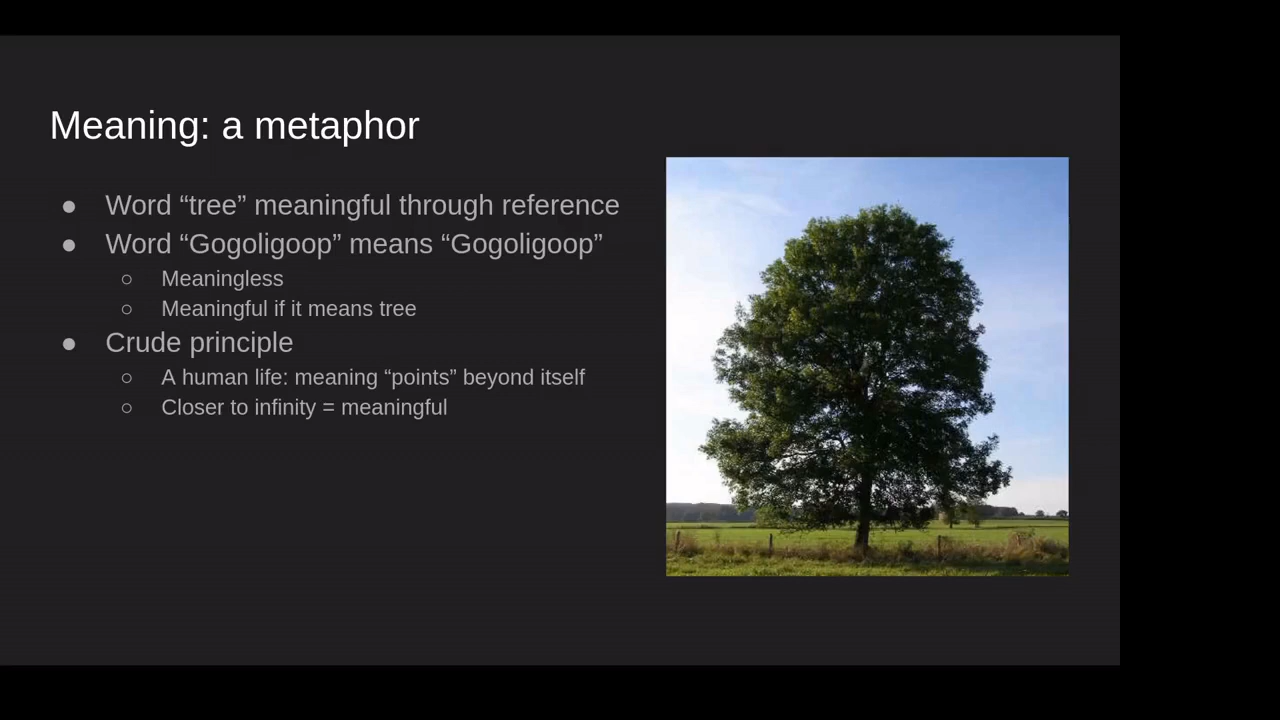 Meaning: a metaphor
● Word “tree” meaningful through reference
● Word “Gogoligoop” means “Gogoligoop”
○ Meaningless
○ Meaningful if it means tree
● Crude principle
○ A human life: meaning “points” beyond itself
○ Closer to infinity = meaningful